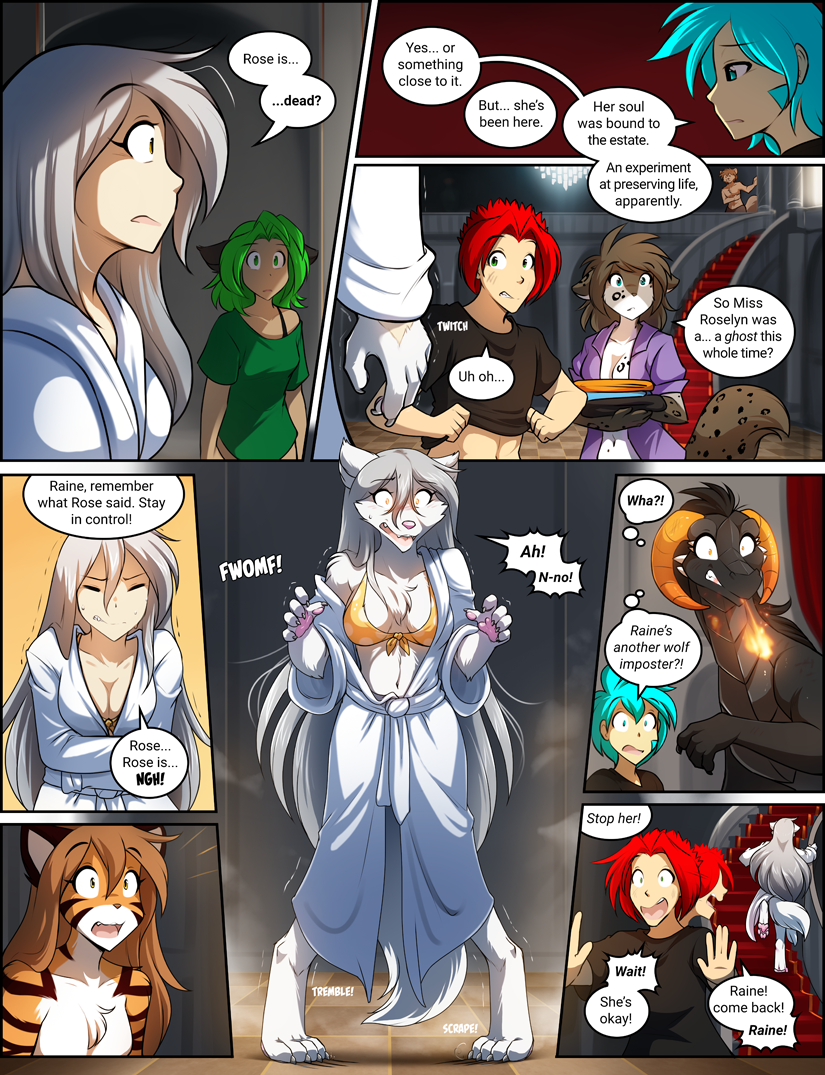 Rose is...
...dead?
Yes... or
something
close to it.
But... she's
been here.
Her soul
was bound to
the estate.
An experiment
at preserving life,
apparently.
TWITCH
Uh oh...
So Miss
Roselyn was
a... a ghost this
whole time?
Raine, remember
what Rose said. Stay
in control!
Rose...
Rose is...
NGH!
FWOMF!
Ah!
N-no!
TREMBLE!
SCRAPE!
Wha?!
Raine's
another wolf
imposter?!
Stop her!
Wait!
She's
okay!
Raine!
come back!
Raine!